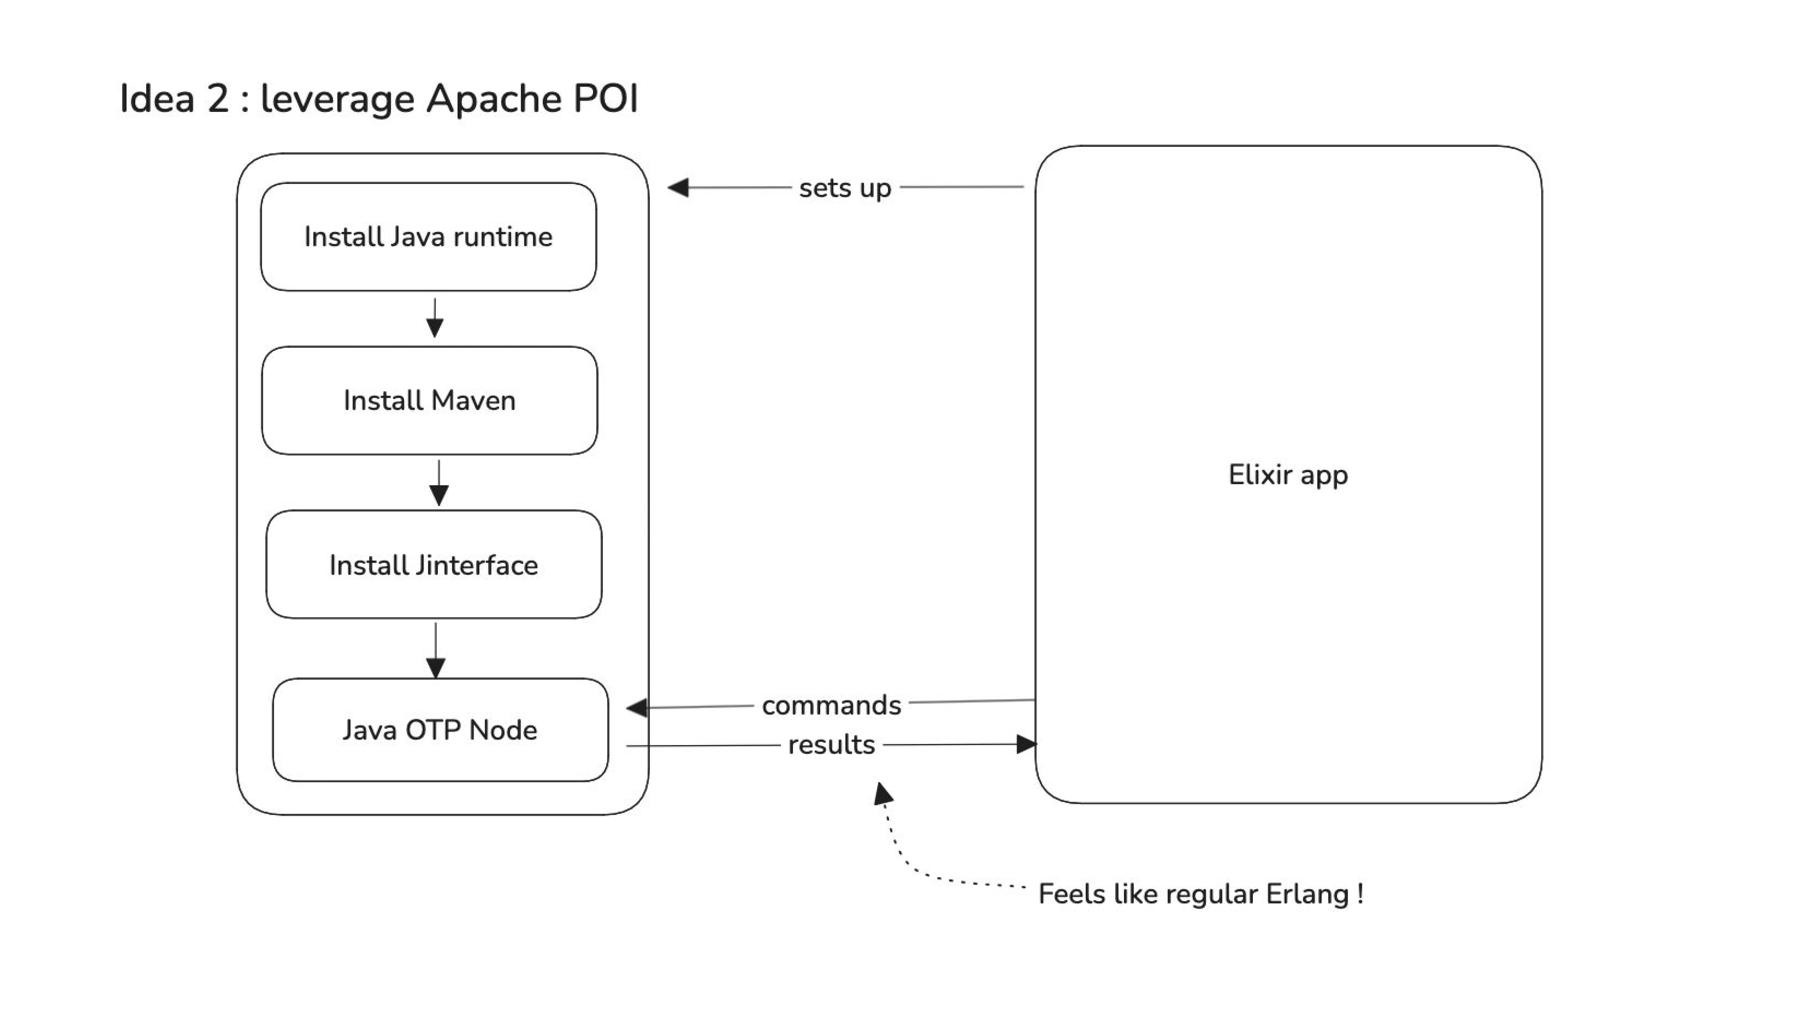 Idea 2 : leverage Apache POI
sets up
Install Java runtime
Install Maven
Elixir app
Install Jinterface
commands
Java OTP Node
results
Feels like regular Erlang !